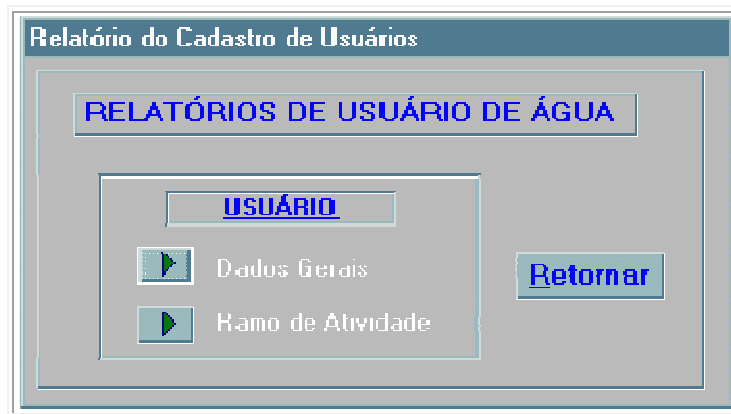 Relatório do Cadastro de Usuários
RELATÓRIOS DE USUÁRIO DE ÁGUA
USUÁRIO
Dados Gerais
Retornar
Ramo de Atividade